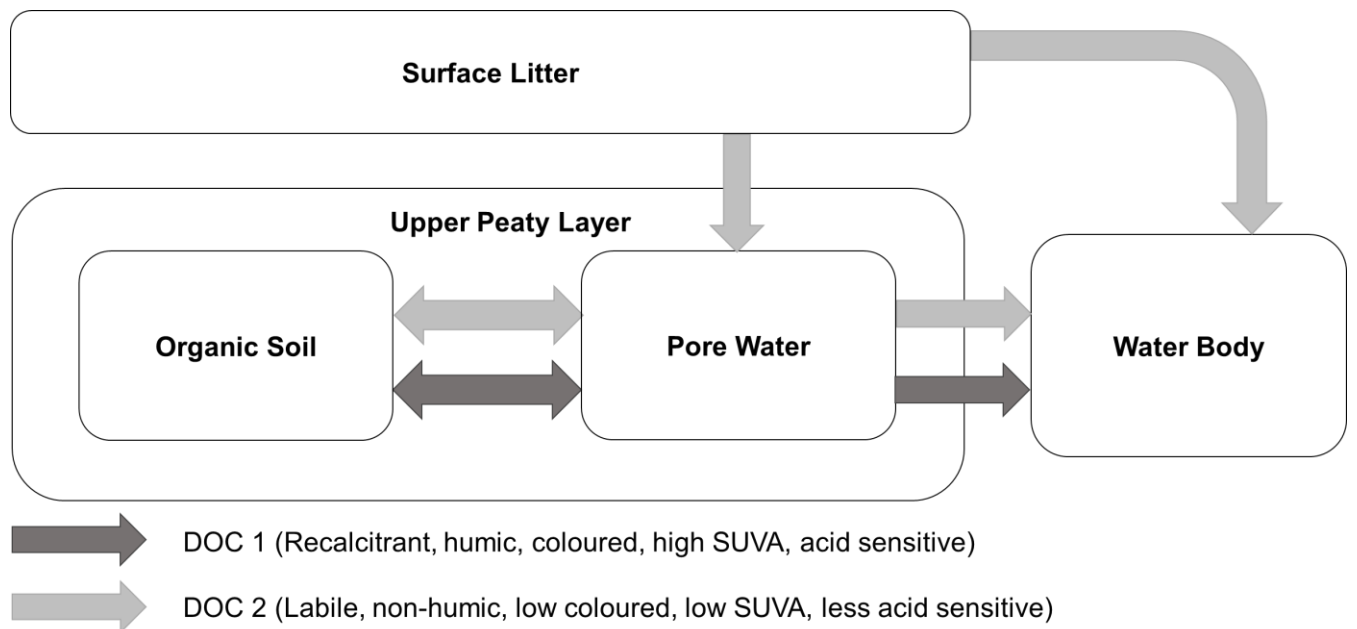 Surface Litter
Upper Peaty Layer
Organic Soil
Pore Water
Water Body
DOC 1 (Recalcitrant, humic, coloured, high SUVA, acid sensitive)
DOC 2 (Labile, non-humic, low coloured, low SUVA, less acid sensitive)